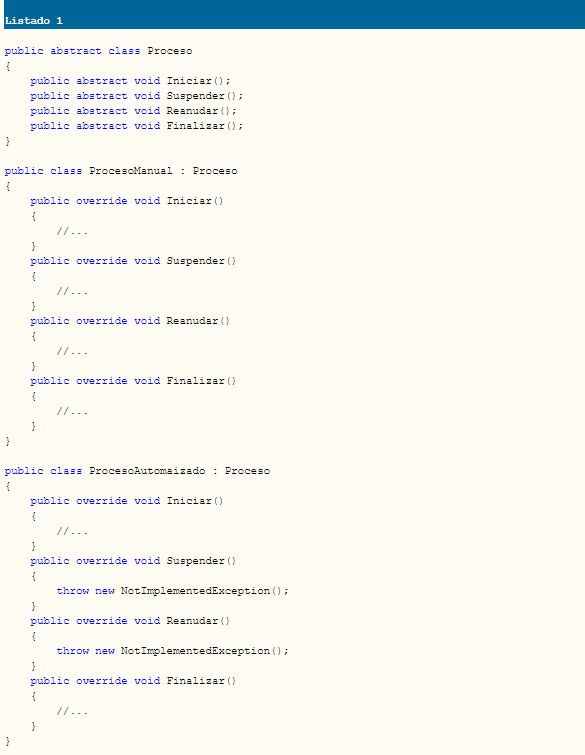 Listado 1
public abstract class Proceso
{
public abstract void Iniciar();
public abstract void Suspender();
public abstract void Reanudar();
public abstract void Finalizar();
}
public class ProcesoManual : Proceso
{
public override void Iniciar()
{
//...
}
public override void Suspender()
{
//...
}
public override void Reanudar()
{
//...
}
public override void Finalizar()
{
//...
}
}
public class ProcesoAutomaizado : Proceso
{
public override void Iniciar()
{
//...
}
public override void Suspender()
{
throw new NotImplementedException();
}
public override void Reanudar()
{
throw new NotImplementedException();
}
public override void Finalizar()
{
//...
}
}